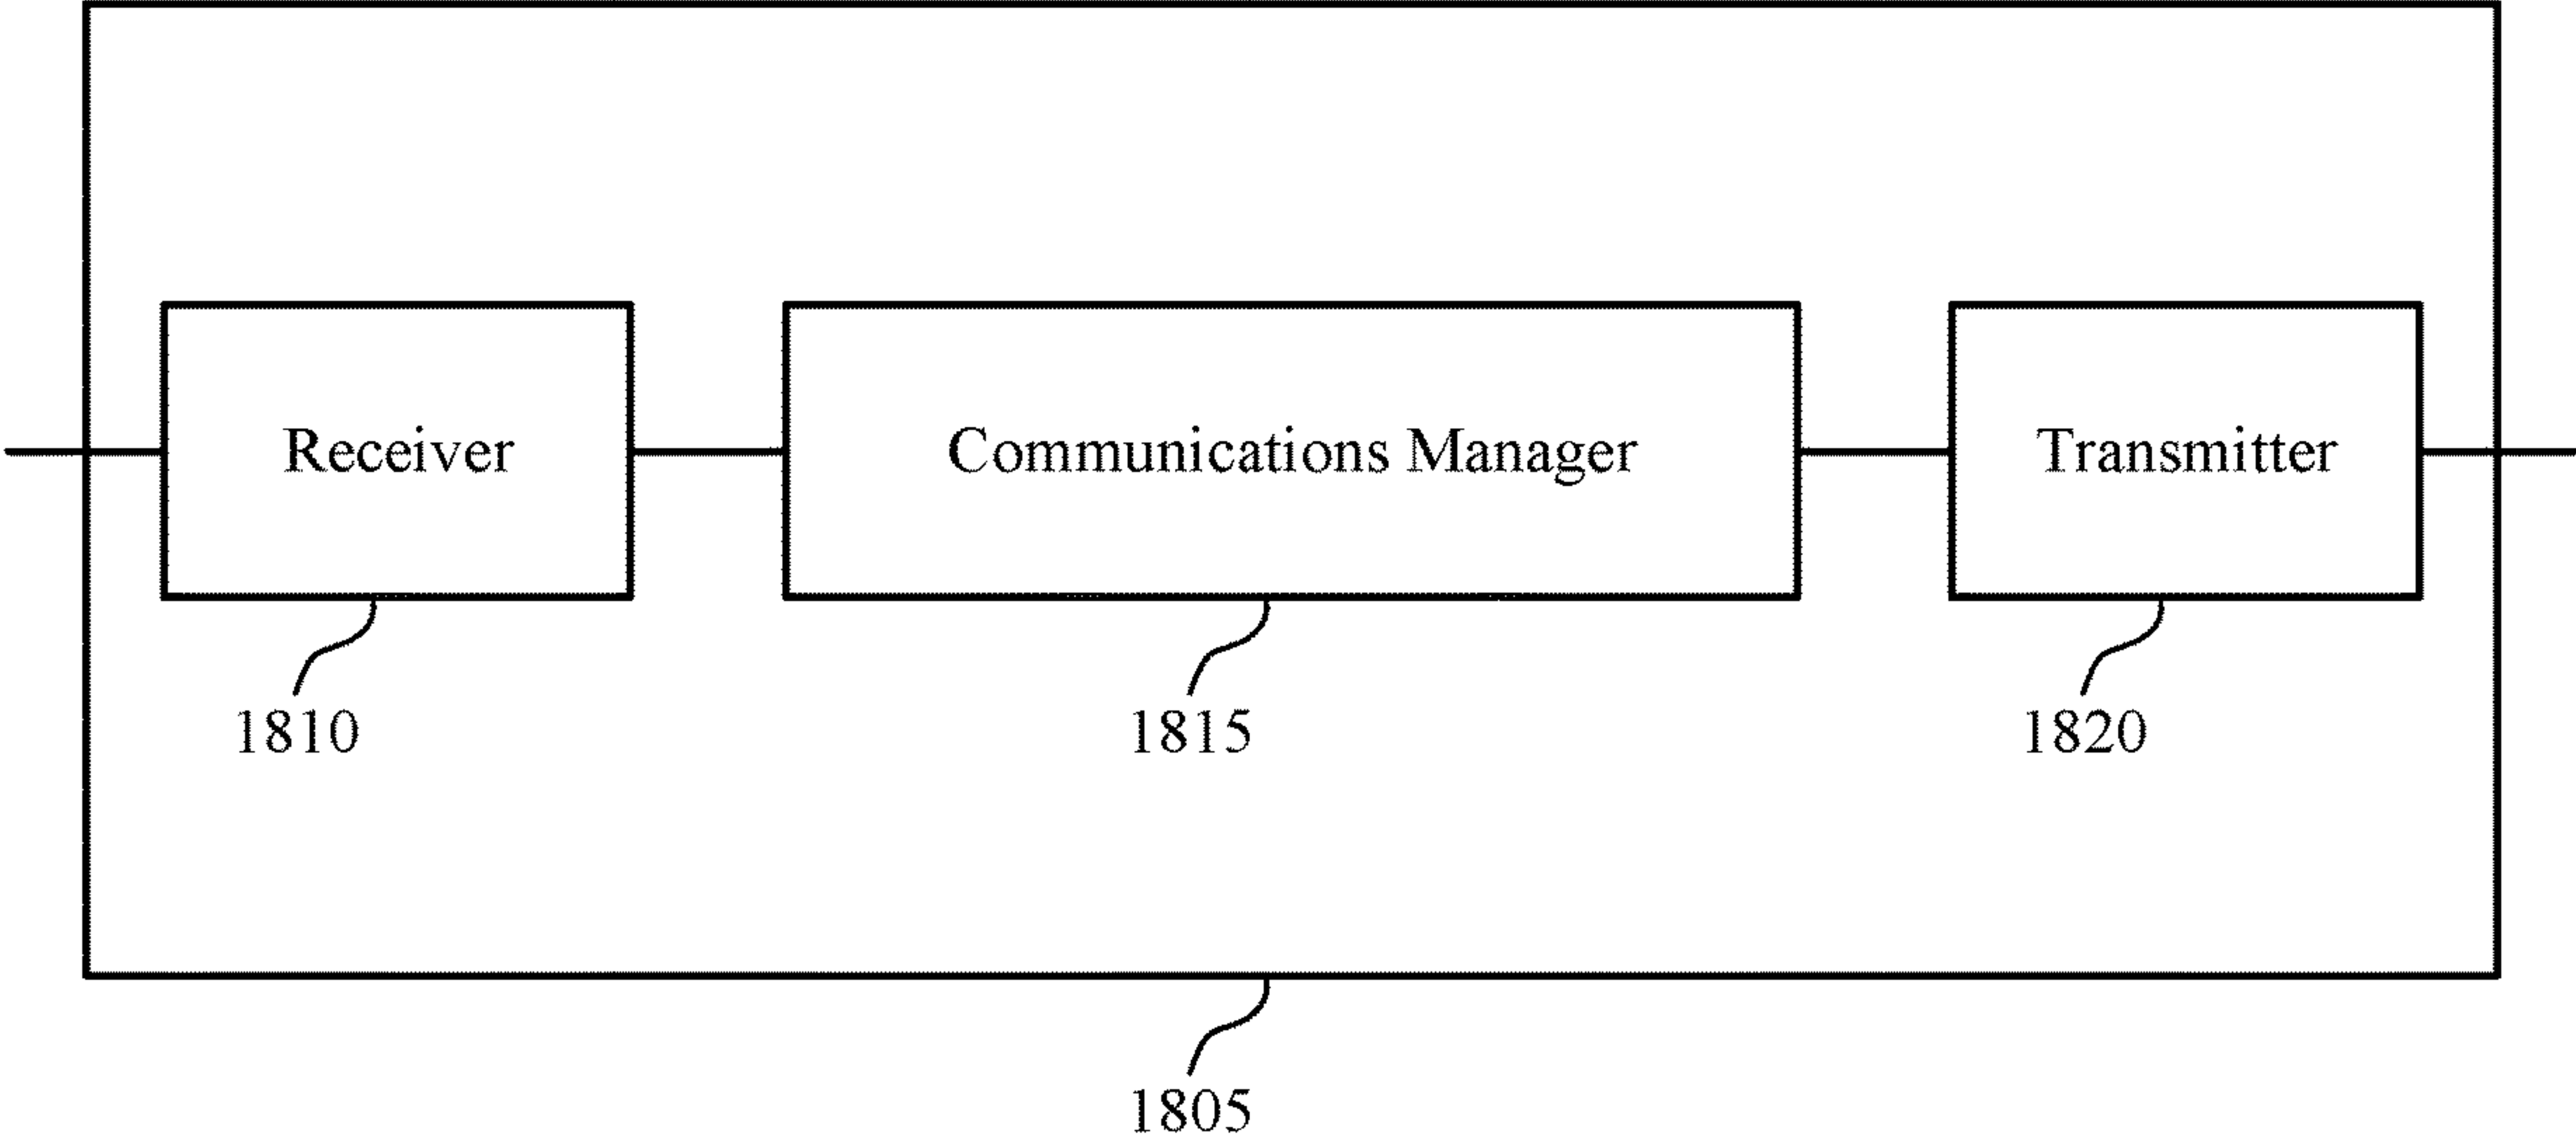 Receiver
Communications Manager
Transmitter
1810
1815
1820
1805